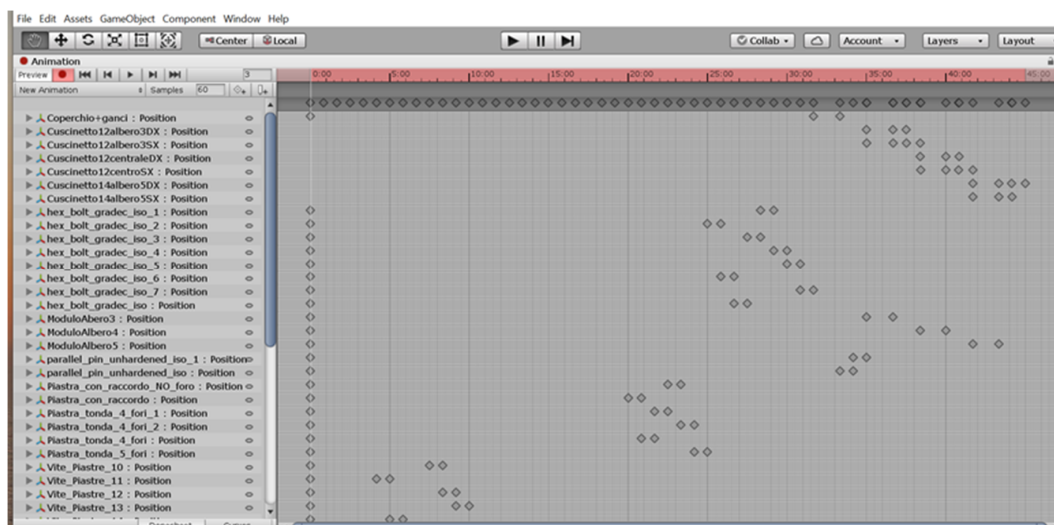 File Edit Assets GameObject Component Window Help
Center Local Collab Account Layers Layout
Animation
Preview 3 0:00 5:00 10:00 15:00 20:00 25:00 30:00 35:00 40:00 45:00
New Animation Samples 60
Coperchio+ganci : Position
Cuscinetto12albero3DX : Position
Cuscinetto12albero3SX : Position
Cuscinetto12centraleDX : Position
Cuscinetto12centroSX : Position
Cuscinetto14albero5DX : Position
Cuscinetto14albero5SX : Position
hex_bolt_gradec_iso_1 : Position
hex_bolt_gradec_iso_2 : Position
hex_bolt_gradec_iso_3 : Position
hex_bolt_gradec_iso_4 : Position
hex_bolt_gradec_iso_5 : Position
hex_bolt_gradec_iso_6 : Position
hex_bolt_gradec_iso_7 : Position
hex_bolt_gradec_iso : Position
ModuloAbero3 : Position
ModuloAlbero4 : Position
ModuloAlbero5 : Position
parallel_pin_unhardened_iso_1 : Position
parallel_pin_unhardened_iso : Position
Piastra_con_raccordo_NO_foro : Position
Piastra_con_raccordo : Position
Piastra_tonda_4_fori_1 : Position
Piastra_tonda_4_fori_2 : Position
Piastra_tonda_4_fori : Position
Piastra_tonda_5_fori : Position
Vite_Piastre_10 : Position
Vite_Piastre_11 : Position
Vite_Piastre_12 : Position
Vite_Piastre_13 : Position